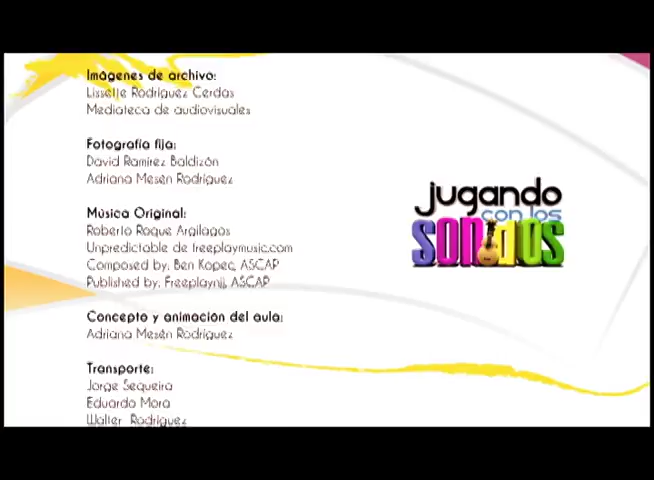 Imágenes de archivo:
Lissette Rodríguez Cerdas
Mediateca de audiovisuales
Fotografía fija:
David Ramírez Baldizón
Adriana Mesén Rodríguez
Música Original:
Roberto Roque Argilagos
Unpredictable de freeplaymusic.com
Composed by, Ben Kopec, ASCAP
Published by, Freeplaynjj, ASCAP
Concepto y animación del aula:
Adriana Mesén Rodríguez
Transporte:
Jorge Sequeira
Eduardo Mora
Walter Rodríguez
jugando
con los
SONIDOS